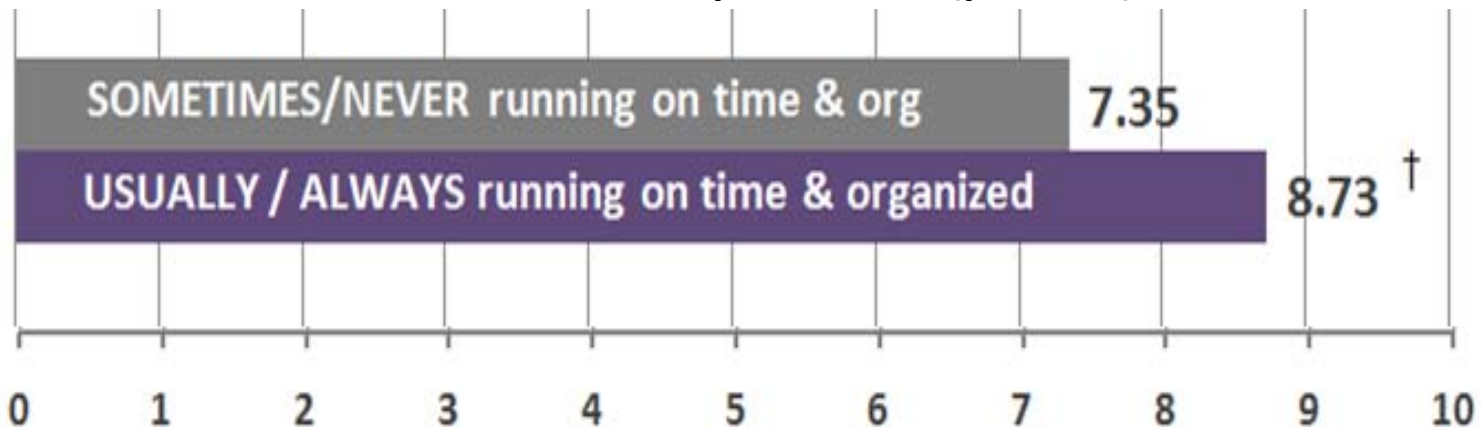 SOMETIMES/NEVER running on time & org 7.35
USUALLY / ALWAYS running on time & organized 8.73 †
0 1 2 3 4 5 6 7 8 9 10